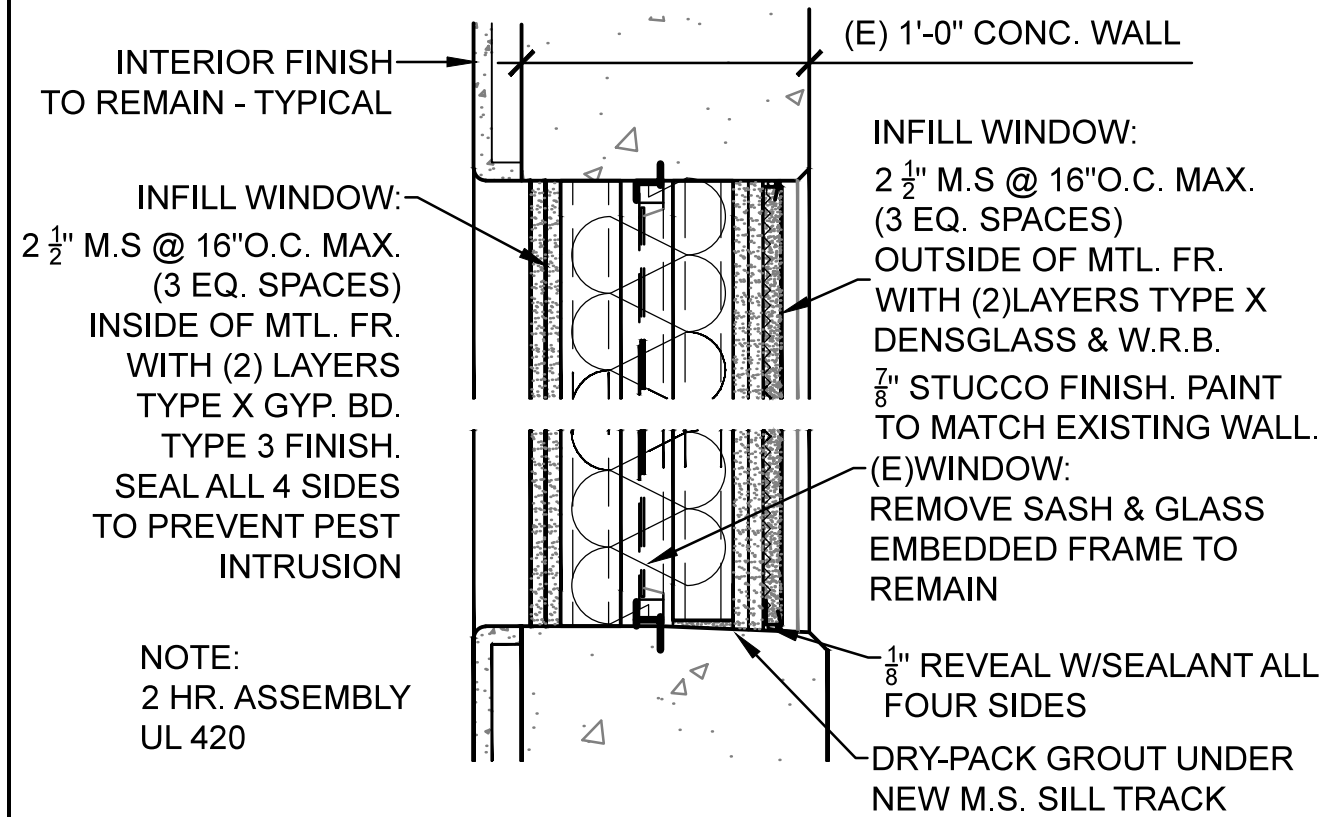 INTERIOR FINISH
TO REMAIN - TYPICAL
(E) 1'-0" CONC. WALL
INFILL WINDOW:
2 1/2" M.S @ 16"O.C. MAX.
(3 EQ. SPACES)
INSIDE OF MTL. FR.
WITH (2) LAYERS
TYPE X GYP. BD.
TYPE 3 FINISH.
SEAL ALL 4 SIDES
TO PREVENT PEST
INTRUSION
NOTE:
2 HR. ASSEMBLY
UL 420
INFILL WINDOW:
2 1/2" M.S @ 16"O.C. MAX.
(3 EQ. SPACES)
OUTSIDE OF MTL. FR.
WITH (2)LAYERS TYPE X
DENSGLASS & W.R.B.
7/8" STUCCO FINISH. PAINT
TO MATCH EXISTING WALL.
(E)WINDOW:
REMOVE SASH & GLASS
EMBEDDED FRAME TO
REMAIN
1/8" REVEAL W/SEALANT ALL
FOUR SIDES
DRY-PACK GROUT UNDER
NEW M.S. SILL TRACK